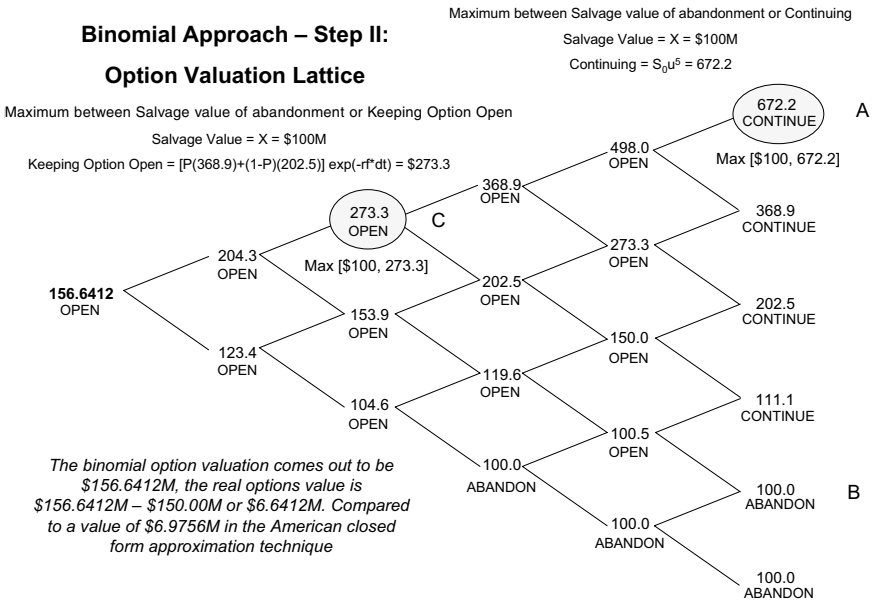 Maximum between Salvage value of abandonment or Continuing
Salvage Value = X = $100M
Continuing = S₀u⁵ = 672.2
Binomial Approach – Step II:
Option Valuation Lattice
Maximum between Salvage value of abandonment or Keeping Option Open
Salvage Value = X = $100M
Keeping Option Open = [P(368.9)+(1-P)(202.5)] exp(-rf*dt) = $273.3
156.6412
OPEN
204.3
OPEN
123.4
OPEN
273.3
OPEN
C
Max [$100, 273.3]
153.9
OPEN
104.6
OPEN
368.9
OPEN
202.5
OPEN
119.6
OPEN
100.0
ABANDON
498.0
OPEN
273.3
OPEN
150.0
OPEN
100.5
OPEN
100.0
ABANDON
672.2
CONTINUE
A
Max [$100, 672.2]
368.9
CONTINUE
202.5
CONTINUE
111.1
CONTINUE
100.0
ABANDON
B
100.0
ABANDON
The binomial option valuation comes out to be
$156.6412M, the real options value is
$156.6412M – $150.00M or $6.6412M. Compared
to a value of $6.9756M in the American closed
form approximation technique